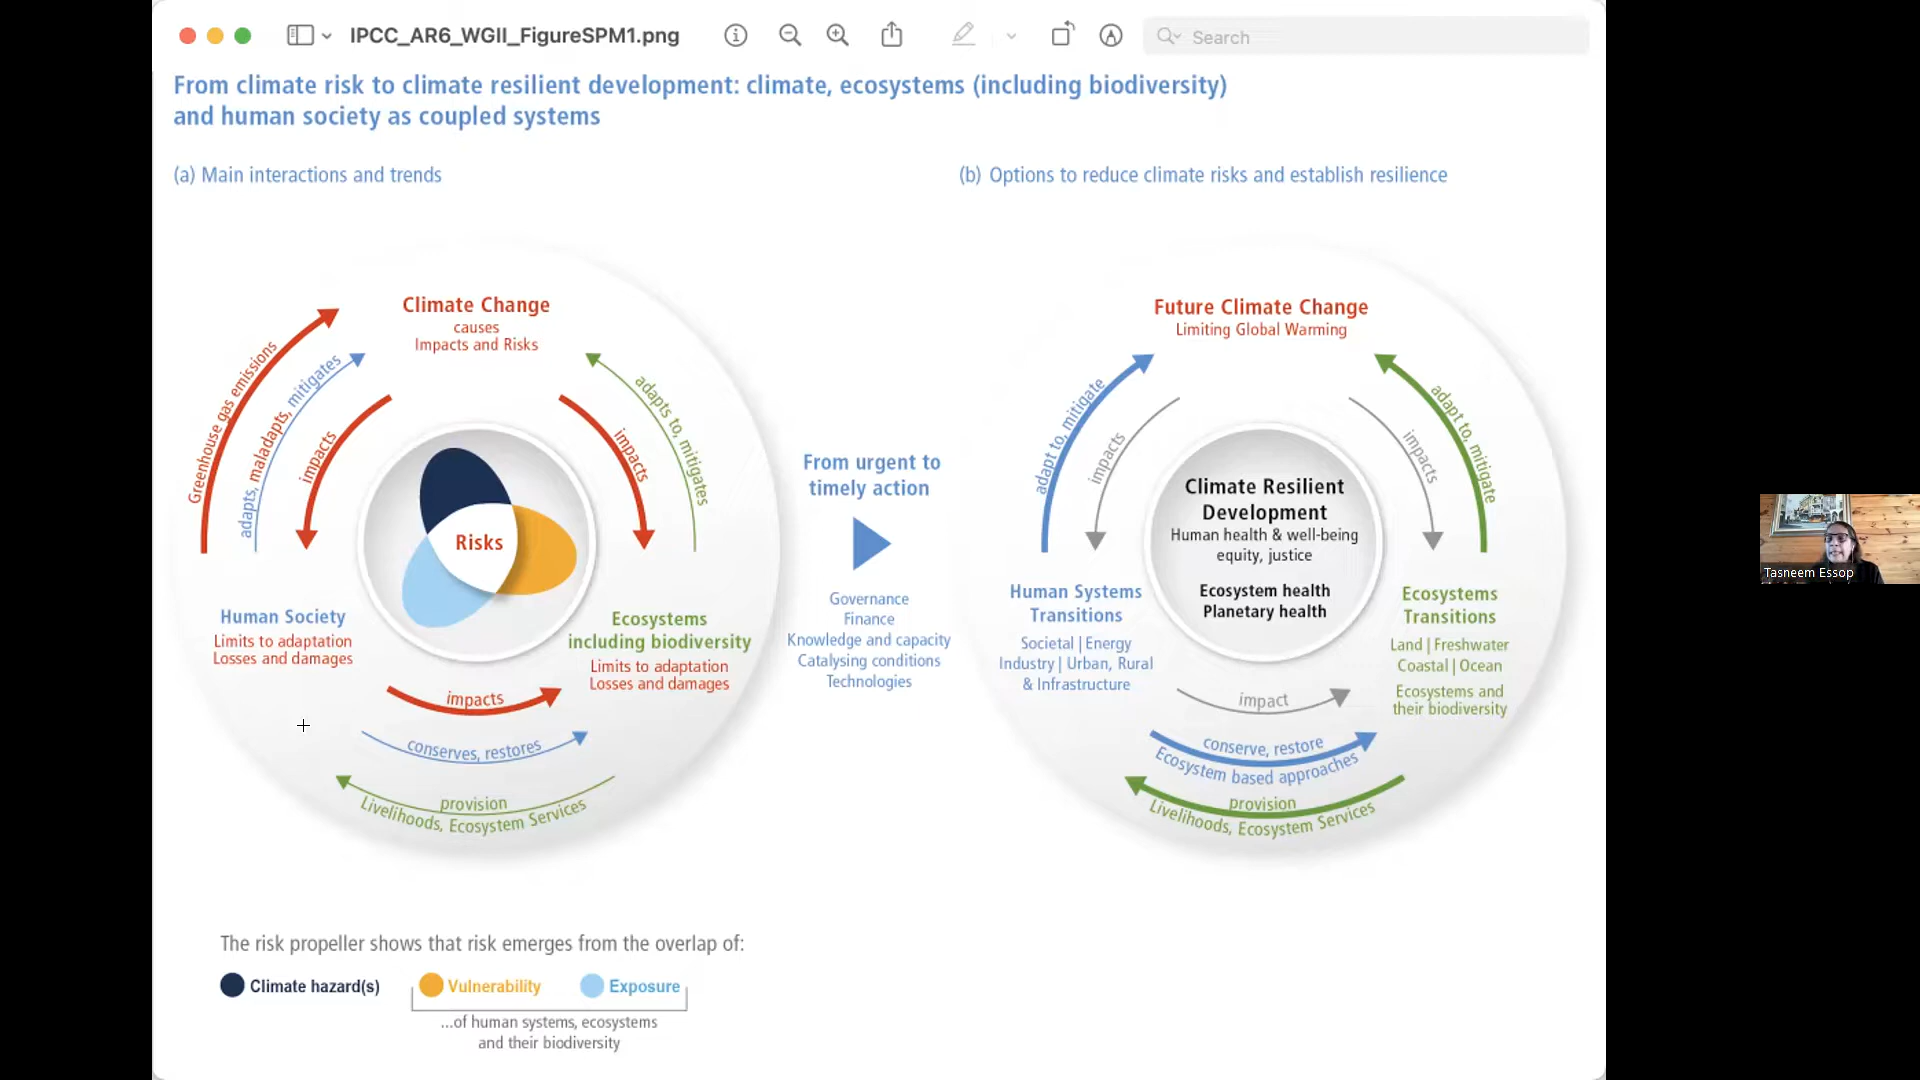 IPCC_AR6_WGII_FigureSPM1.png
Search
From climate risk to climate resilient development: climate, ecosystems (including biodiversity)
and human society as coupled systems
(a) Main interactions and trends
(b) Options to reduce climate risks and establish resilience
Climate Change
causes
Impacts and Risks
Greenhouse gas emissions
adapts, maladapts, mitigates
impacts
impacts
adapts to, mitigates
Risks
Human Society
Limits to adaptation
Losses and damages
Ecosystems
including biodiversity
Limits to adaptation
Losses and damages
impacts
conserves, restores
provision
Livelihoods, Ecosystem Services
From urgent to
timely action
Governance
Finance
Knowledge and capacity
Catalysing conditions
Technologies
Future Climate Change
Limiting Global Warming
adapt to, mitigate
impacts
impacts
adapt to, mitigate
Climate Resilient
Development
Human health & well-being
equity, justice
Ecosystem health
Planetary health
Human Systems
Transitions
Societal | Energy
Industry | Urban, Rural
& Infrastructure
Ecosystems
Transitions
Land | Freshwater
Coastal | Ocean
Ecosystems and
their biodiversity
impact
conserve, restore
Ecosystem based approaches
provision
Livelihoods, Ecosystem Services
The risk propeller shows that risk emerges from the overlap of:
Climate hazard(s)
Vulnerability
Exposure
...of human systems, ecosystems
and their biodiversity
Tasneem Essop